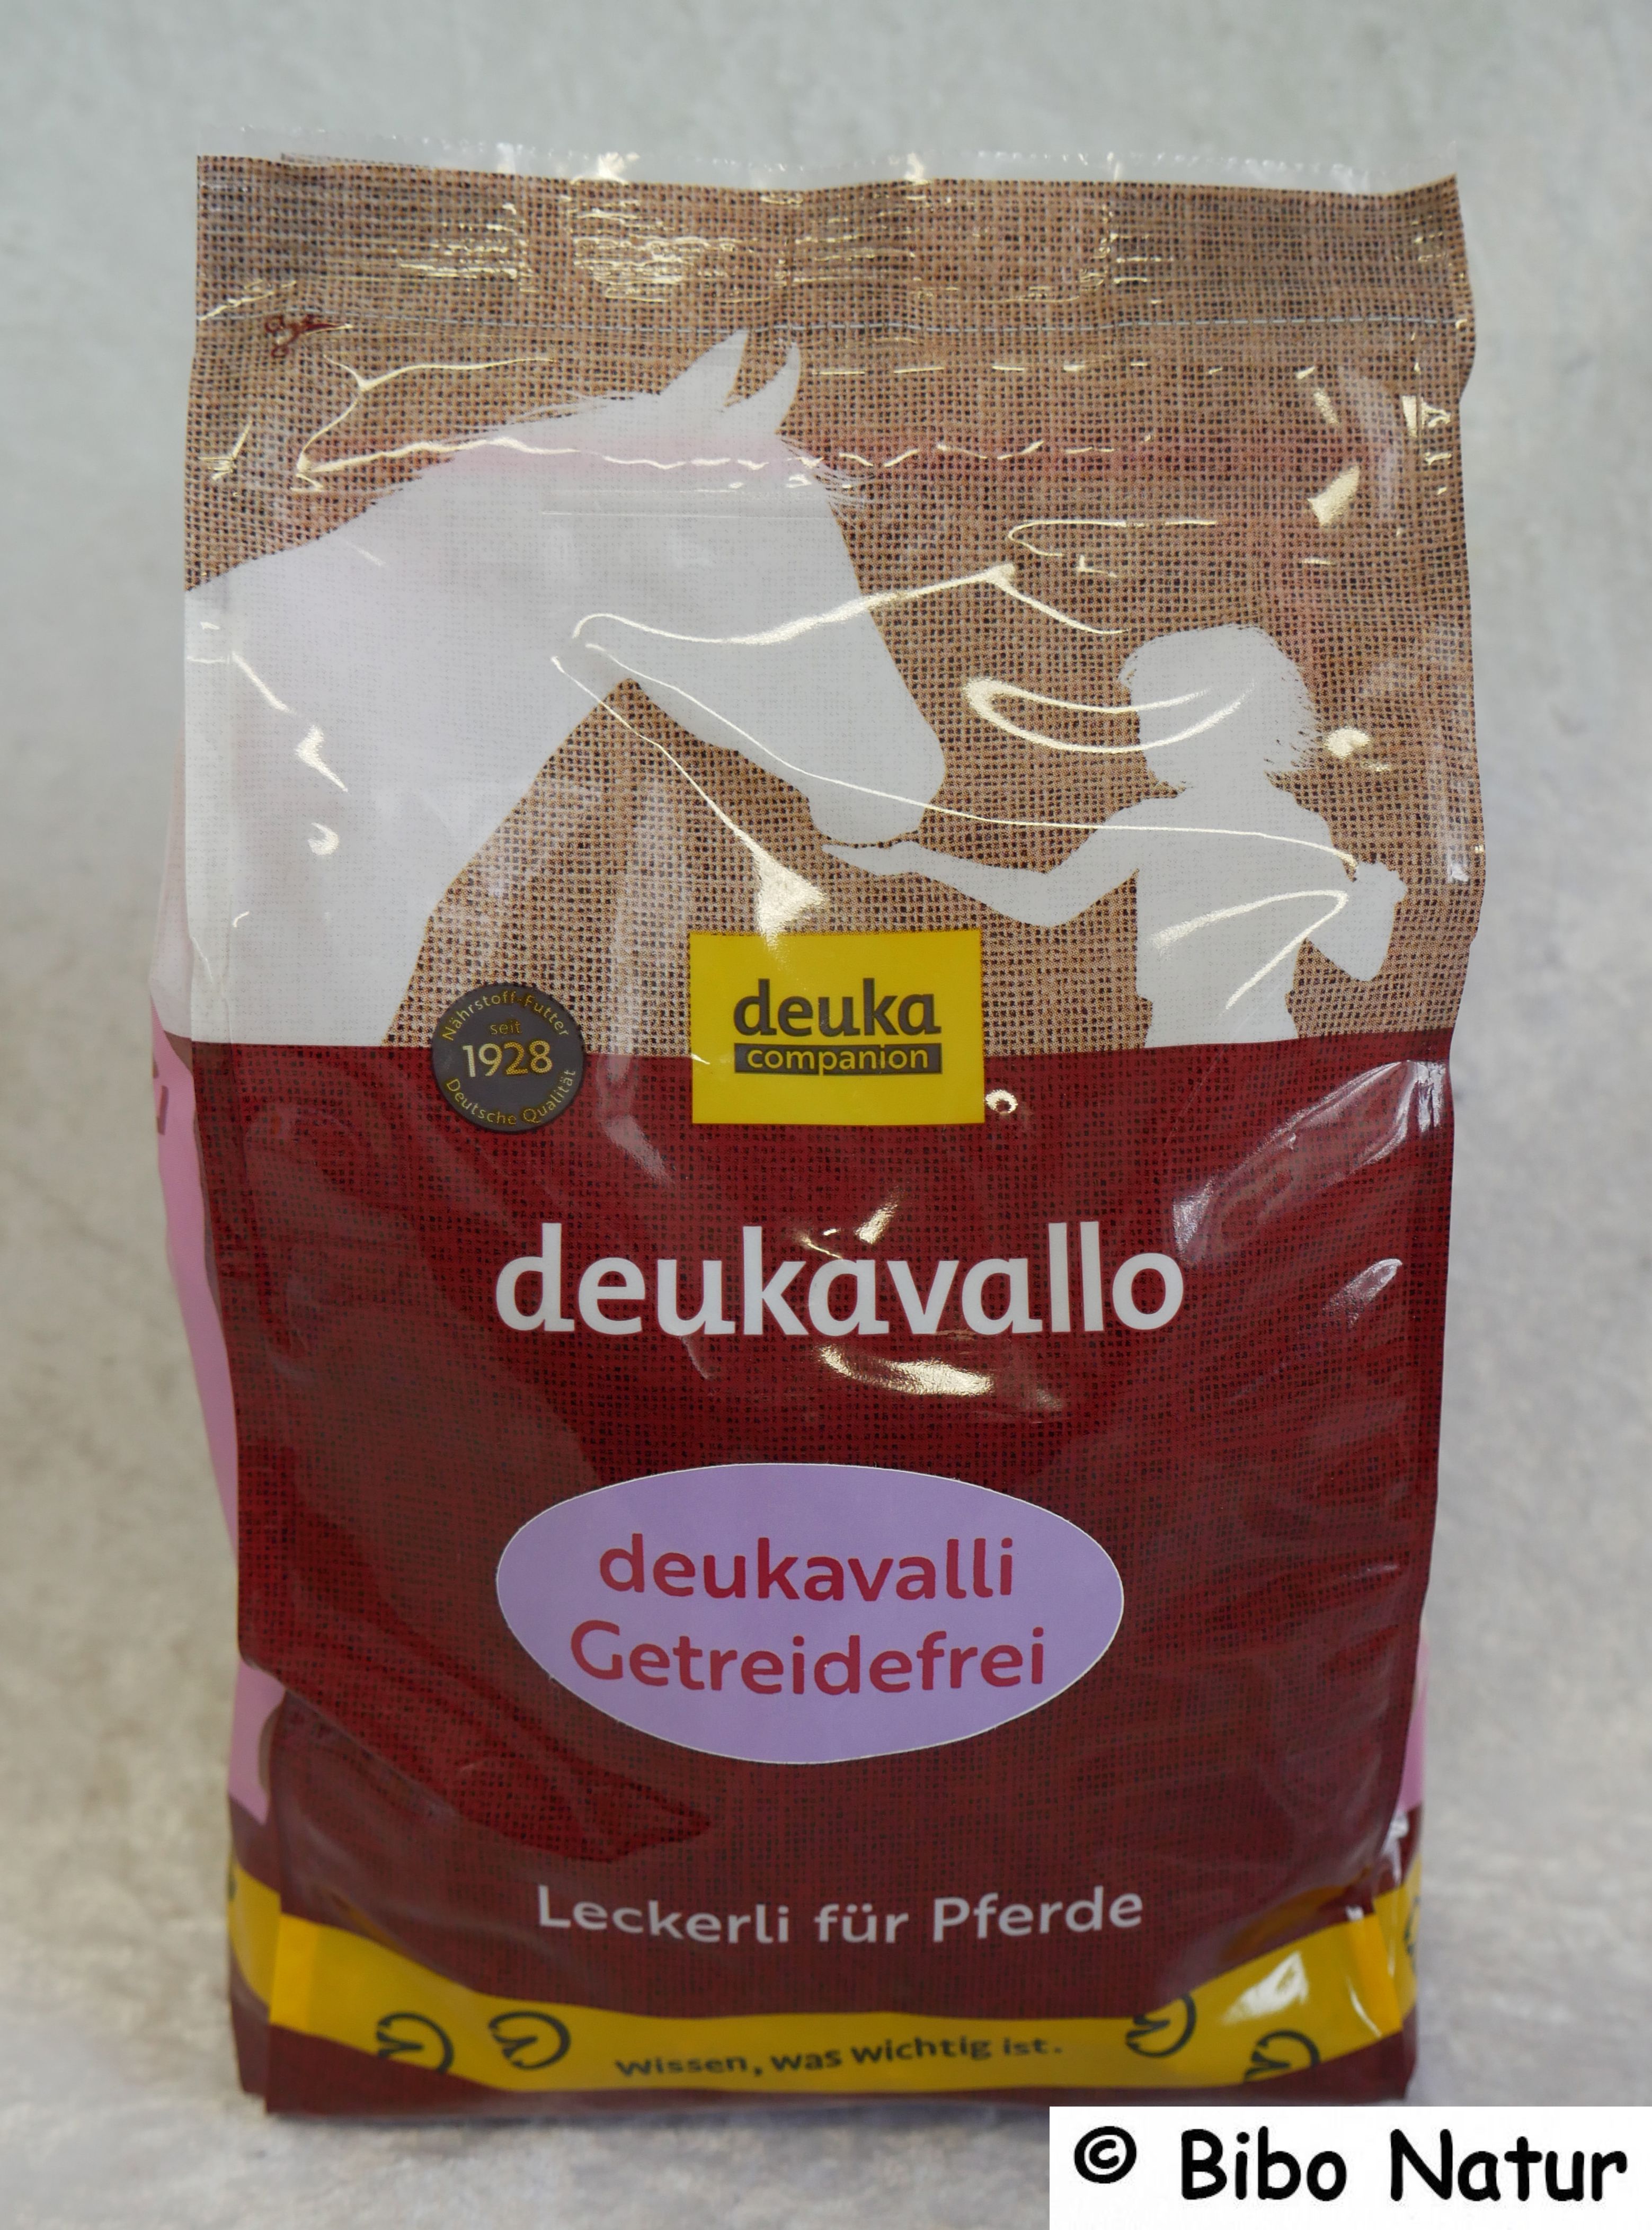 Nährstoff-Futter
seit
1928
Deutsche Qualität
deuka
companion
deukavallo
deukavalli
Getreidefrei
Leckerli für Pferde
Wissen, was wichtig ist.
© Bibo Natur